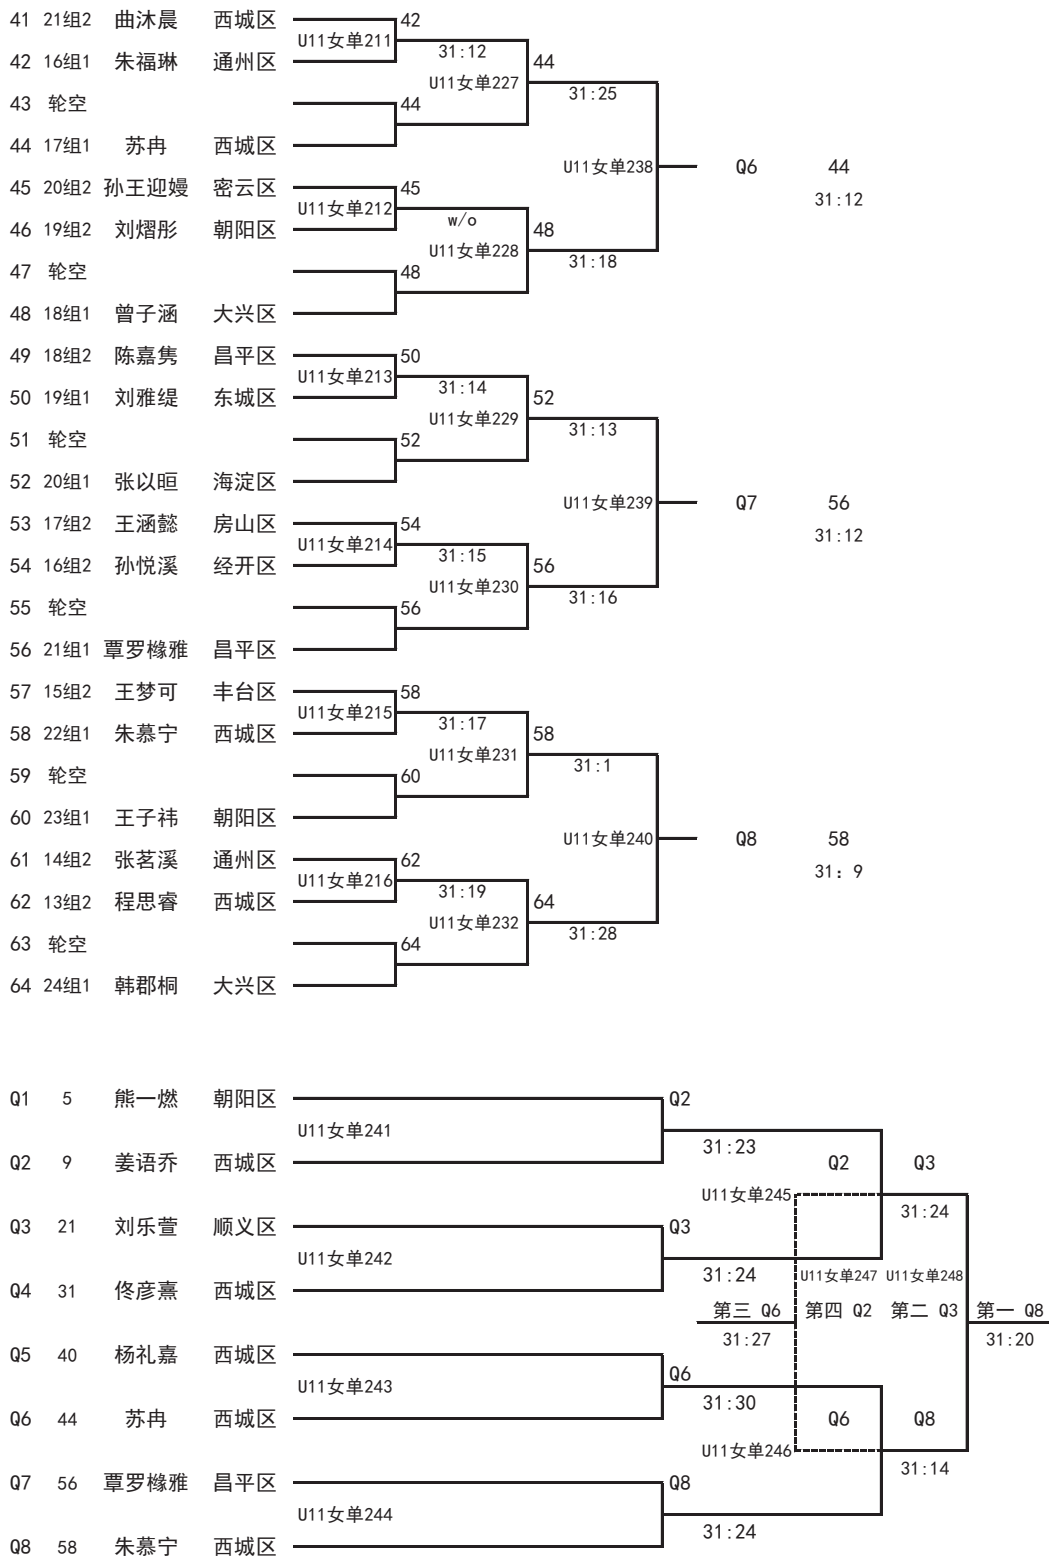 41 21组2 曲沐晨 西城区 42
U11女单211
31:12
42 16组1 朱福琳 通州区 44
U11女单227
43 轮空 44 31:25
44 17组1 苏冉 西城区
U11女单238 Q6 44
45 20组2 孙王迎嫚 密云区 45 31:12
U11女单212
w/o
46 19组2 刘熠彤 朝阳区 48
U11女单228
47 轮空 48 31:18
48 18组1 曾子涵 大兴区
49 18组2 陈嘉隽 昌平区 50
U11女单213
31:14
50 19组1 刘雅缇 东城区 52
U11女单229
51 轮空 52 31:13
52 20组1 张以晅 海淀区
U11女单239 Q7 56
53 17组2 王涵懿 房山区 54 31:12
U11女单214
31:15
54 16组2 孙悦溪 经开区 56
U11女单230
55 轮空 56 31:16
56 21组1 覃罗橼雅 昌平区
57 15组2 王梦可 丰台区 58
U11女单215
31:17
58 22组1 朱慕宁 西城区 58
U11女单231
59 轮空 60 31:1
60 23组1 王子祎 朝阳区
U11女单240 Q8 58
61 14组2 张茗溪 通州区 62 31: 9
U11女单216
31:19
62 13组2 程思睿 西城区 64
U11女单232
63 轮空 64 31:28
64 24组1 韩郡桐 大兴区
Q1 5 熊一燃 朝阳区 Q2
U11女单241
31:23
Q2 9 姜语乔 西城区 Q2 Q3
U11女单245
31:24
Q3 21 刘乐萱 顺义区 Q3
U11女单242
31:24 U11女单247 U11女单248
Q4 31 佟彦熹 西城区
第三 Q6 第四 Q2 第二 Q3 第一 Q8
31:27 31:20
Q5 40 杨礼嘉 西城区 Q6
U11女单243
31:30
Q6 44 苏冉 西城区 Q6 Q8
U11女单246
31:14
Q7 56 覃罗橼雅 昌平区 Q8
U11女单244
31:24
Q8 58 朱慕宁 西城区